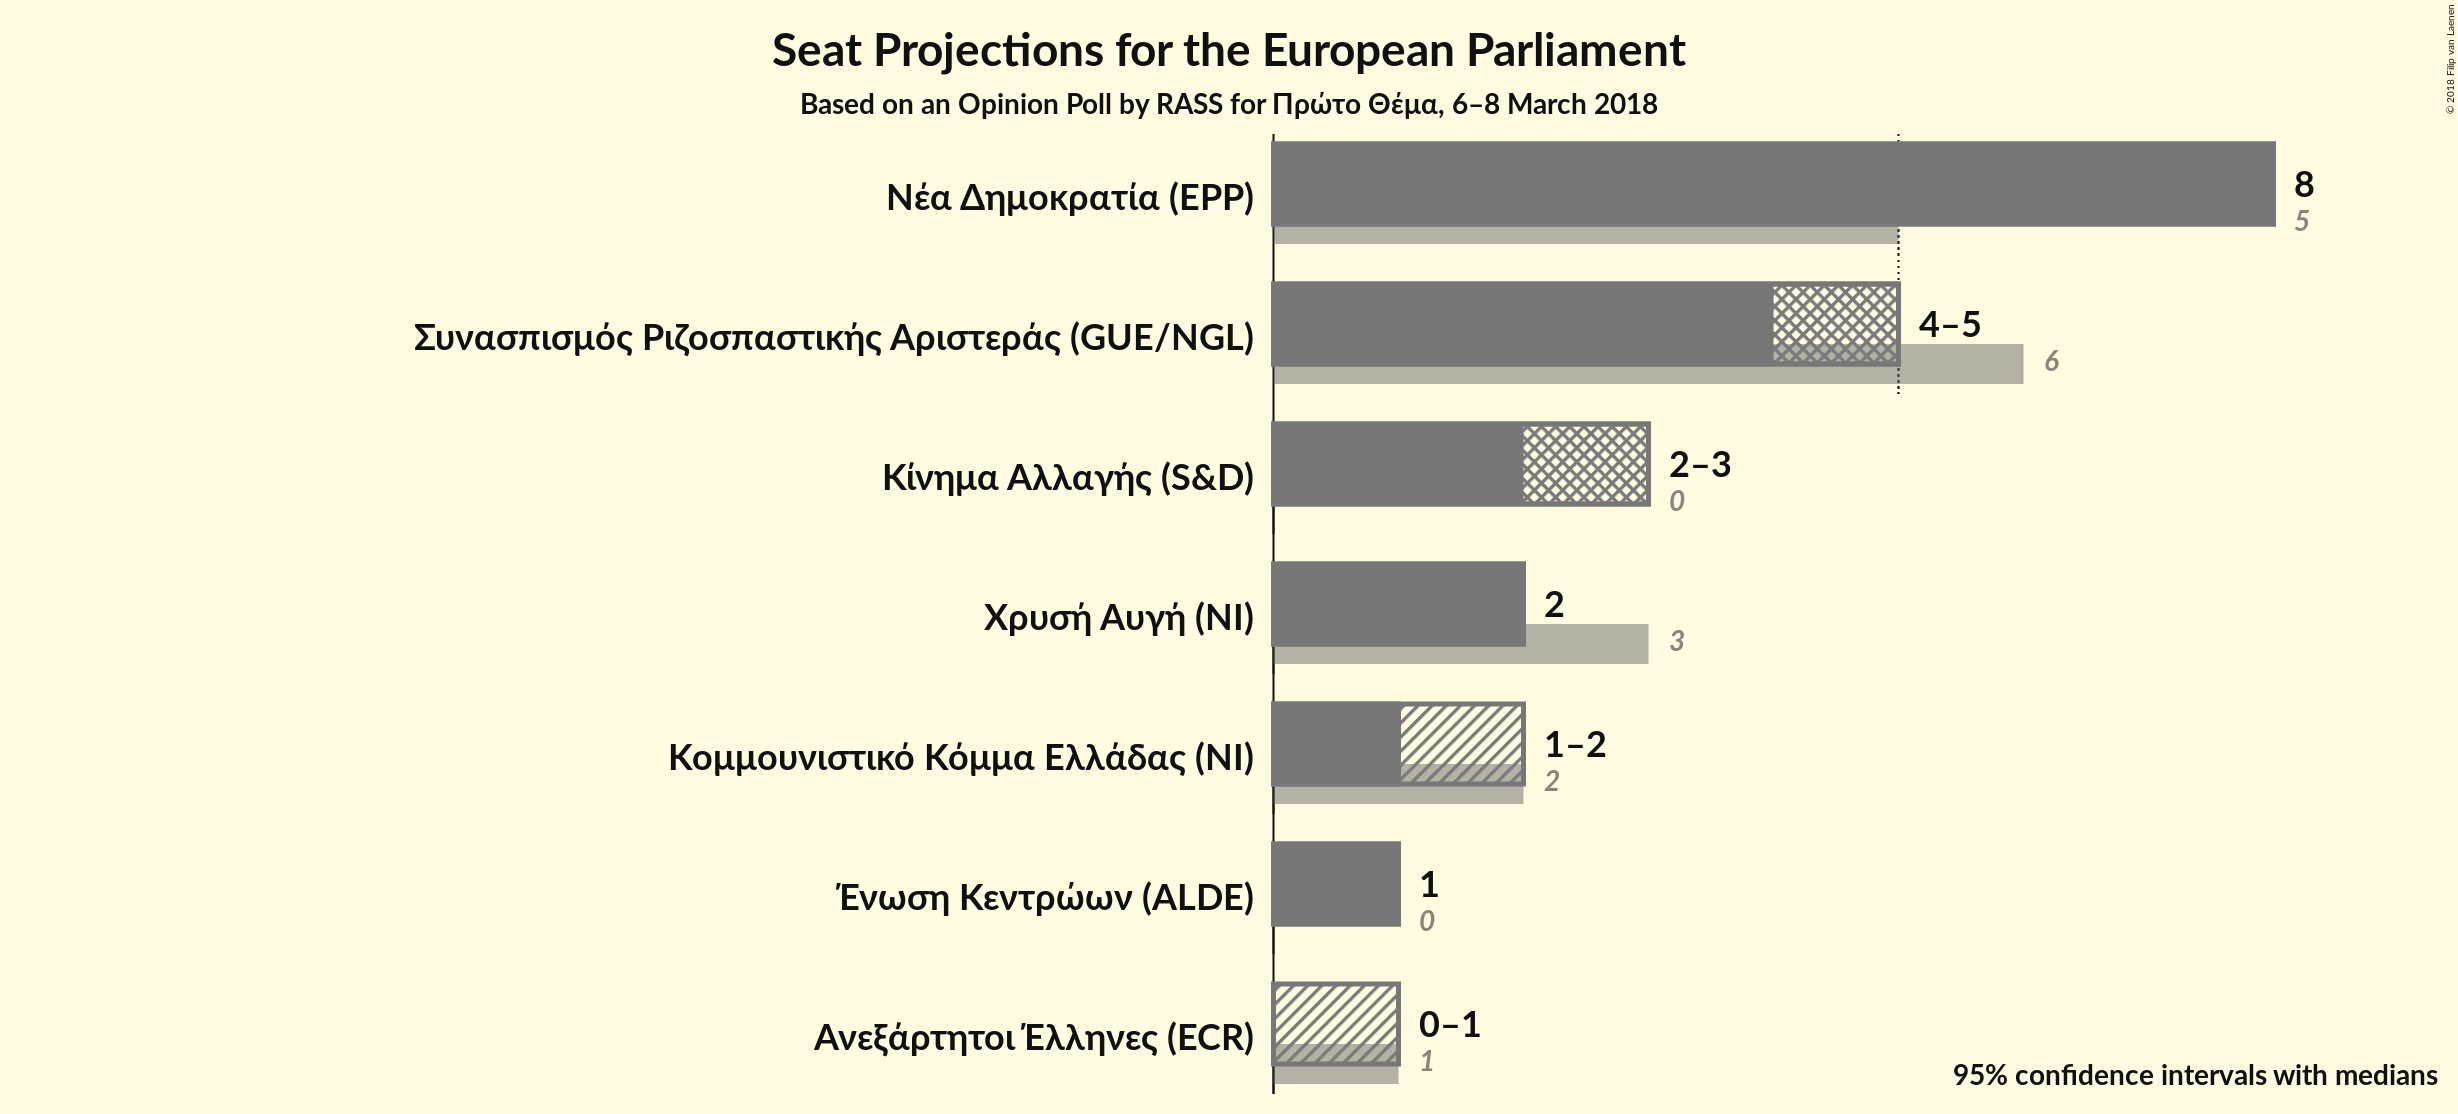 Seat Projections for the European Parliament
Based on an Opinion Poll by RASS for Πρώτο Θέμα, 6–8 March 2018
© 2018 Filip van Laenen
Νέα Δημοκρατία (EPP)
8
5
Συνασπισμός Ριζοσπαστικής Αριστεράς (GUE/NGL)
4–5
6
Κίνημα Αλλαγής (S&D)
2–3
0
Χρυσή Αυγή (NI)
2
3
Κομμουνιστικό Κόμμα Ελλάδας (NI)
1–2
2
Ένωση Κεντρώων (ALDE)
1
0
Ανεξάρτητοι Έλληνες (ECR)
0–1
1
95% confidence intervals with medians